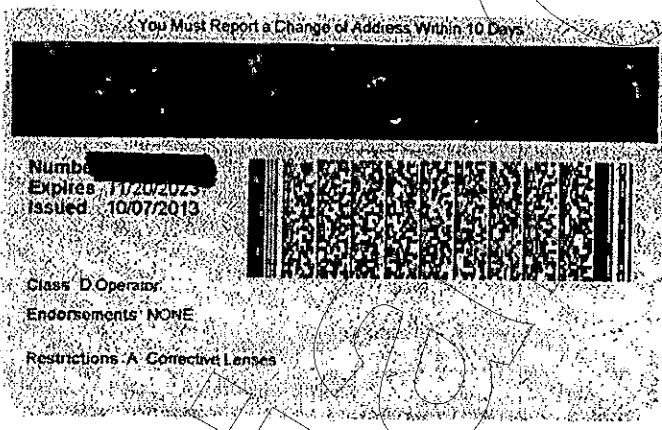 You Must Report a Change of Address Within 10 Days
Expires 11/20/2023
Issued 10/07/2013
Class D Operator
Endorsements NONE
Restrictions A Corrective Lenses